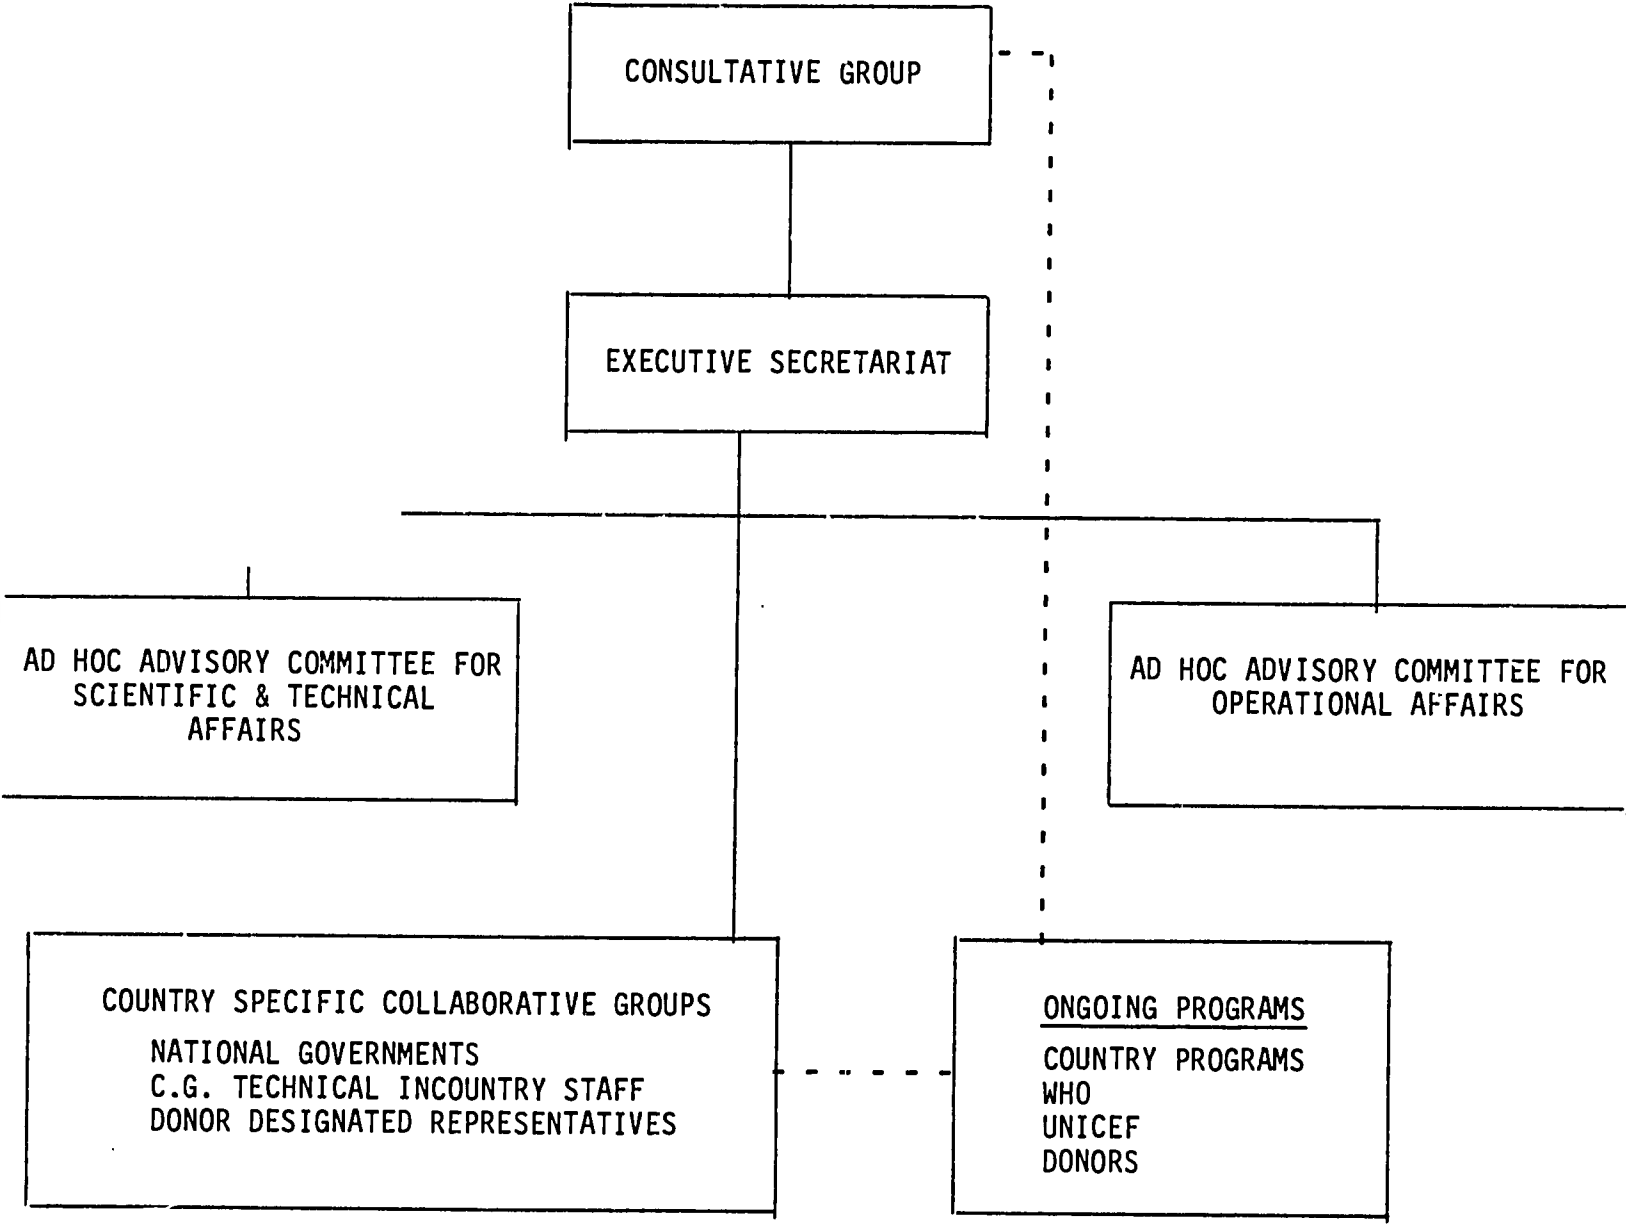 CONSULTATIVE GROUP
EXECUTIVE SECRETARIAT
AD HOC ADVISORY COMMITTEE FOR
SCIENTIFIC & TECHNICAL
AFFAIRS
AD HOC ADVISORY COMMITTEE FOR
OPERATIONAL AFFAIRS
COUNTRY SPECIFIC COLLABORATIVE GROUPS
NATIONAL GOVERNMENTS
C.G. TECHNICAL INCOUNTRY STAFF
DONOR DESIGNATED REPRESENTATIVES
ONGOING PROGRAMS
COUNTRY PROGRAMS
WHO
UNICEF
DONORS